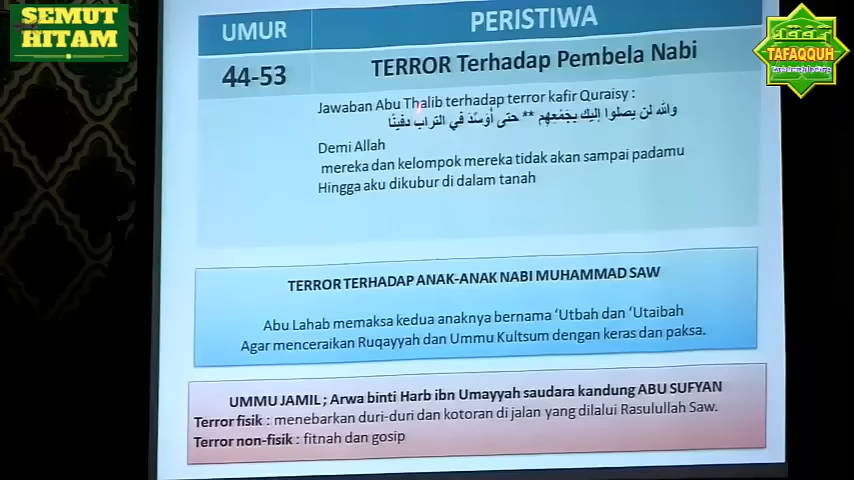 SEMUT
HITAM
TAFAQQUH
UMUR
PERISTIWA
44-53
TERROR Terhadap Pembela Nabi
Jawaban Abu Thalib terhadap terror kafir Quraisy :
والله لن يصلوا إليك بجَمْعِهم ** حتى أُوَسَّدَ في التراب دفينًا
Demi Allah
mereka dan kelompok mereka tidak akan sampai padamu
Hingga aku dikubur di dalam tanah
TERROR TERHADAP ANAK-ANAK NABI MUHAMMAD SAW
Abu Lahab memaksa kedua anaknya bernama ‘Utbah dan ‘Utaibah
Agar menceraikan Ruqayyah dan Ummu Kultsum dengan keras dan paksa.
UMMU JAMIL ; Arwa binti Harb ibn Umayyah saudara kandung ABU SUFYAN
Terror fisik : menebarkan duri-duri dan kotoran di jalan yang dilalui Rasulullah Saw.
Terror non-fisik : fitnah dan gosip